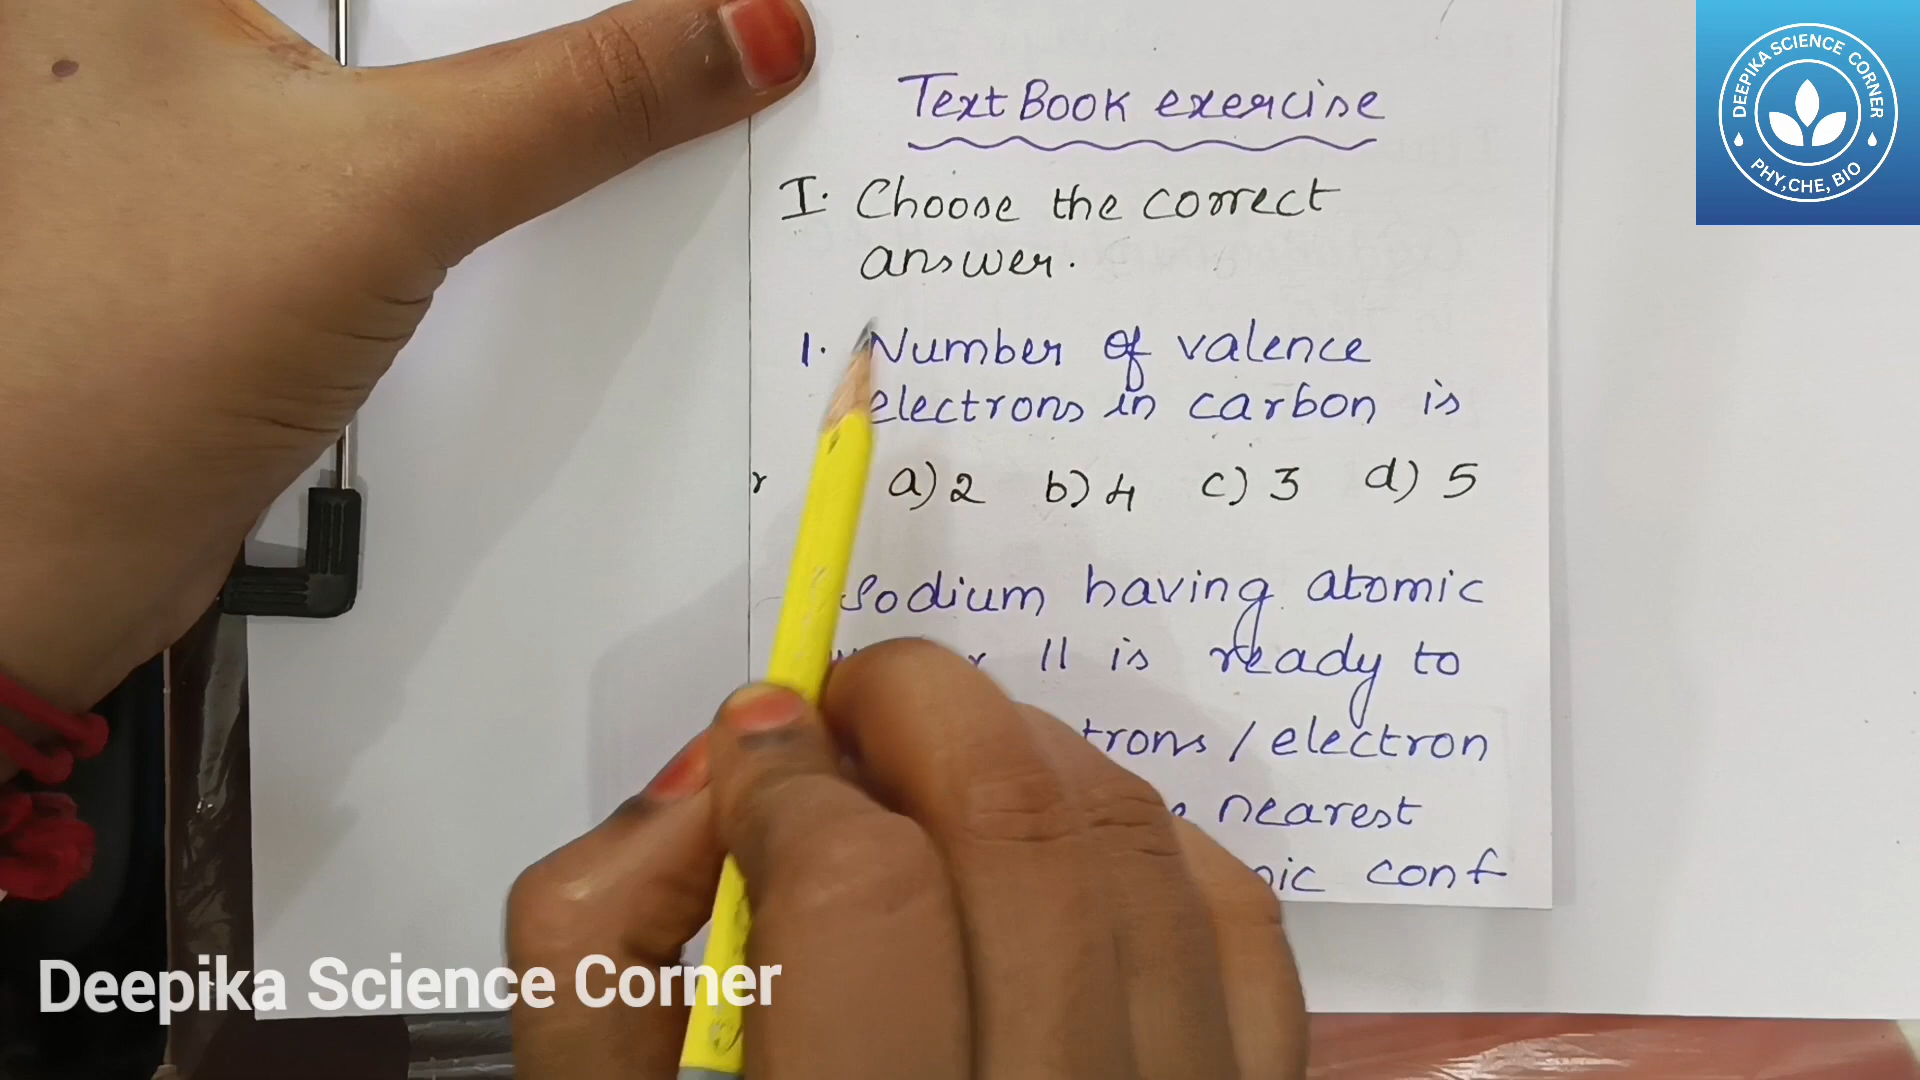 Text Book exercise
I. Choose the correct
answer.
1. Number of valence
electrons in carbon is
a) 2 b) 4 c) 3 d) 5
Sodium having atomic
11 is ready to
trons / electron
nearest
nic conf
DEEPIKA SCIENCE CORNER
PHY, CHE, BIO
Deepika Science Corner